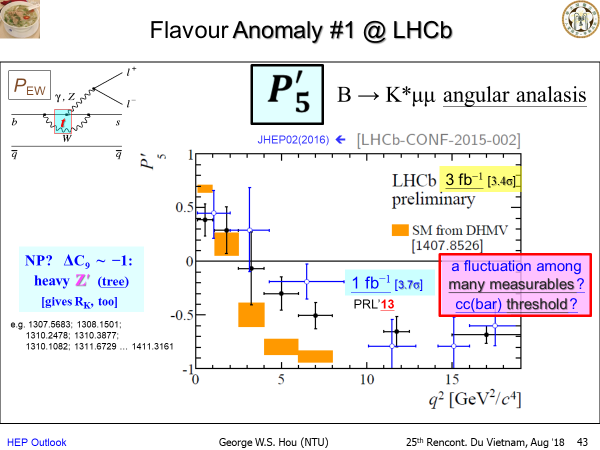 Flavour Anomaly #1 @ LHCb
P_EW
γ, Z
l⁺
l⁻
b
t
s
W
q̅
q̅
P′₅
B → K*μμ angular analasis
JHEP02(2016) ← [LHCb-CONF-2015-002]
P′₅
1
0.5
0
-0.5
-1
0
5
10
15
q² [GeV²/c⁴]
LHCb
preliminary
3 fb⁻¹ [3.4σ]
SM from DHMV
[1407.8526]
1 fb⁻¹ [3.7σ]
PRL'13
a fluctuation among
many measurables?
cc(bar) threshold?
NP? ΔC₉ ~ −1:
heavy Z' (tree)
[gives R_K, too]
e.g. 1307.5683; 1308.1501;
1310.2478; 1310.3877;
1310.1082; 1311.6729 … 1411.3161
HEP Outlook
George W.S. Hou (NTU)
25th Rencont. Du Vietnam, Aug '18
43